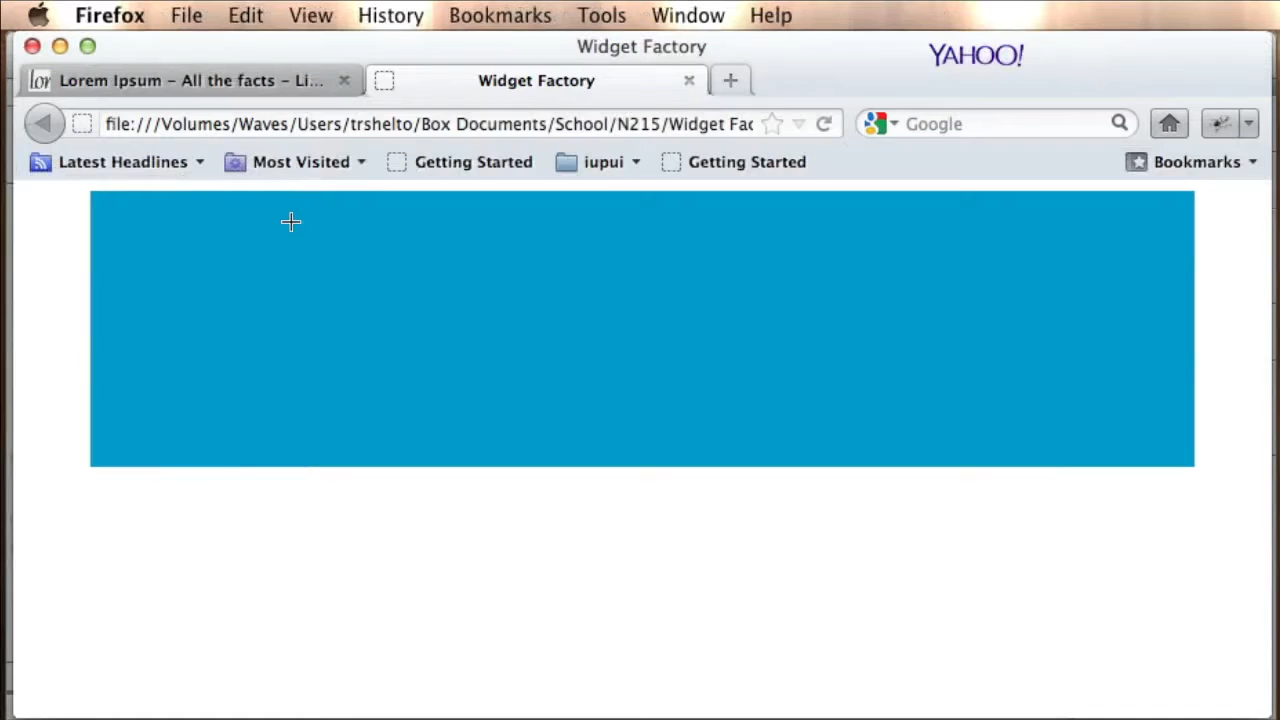 Firefox File Edit View History Bookmarks Tools Window Help
Widget Factory
YAHOO!
lor Lorem Ipsum - All the facts - Li... Widget Factory
file:///Volumes/Waves/Users/trshelto/Box Documents/School/N215/Widget Fac Google
Latest Headlines Most Visited Getting Started iupui Getting Started Bookmarks